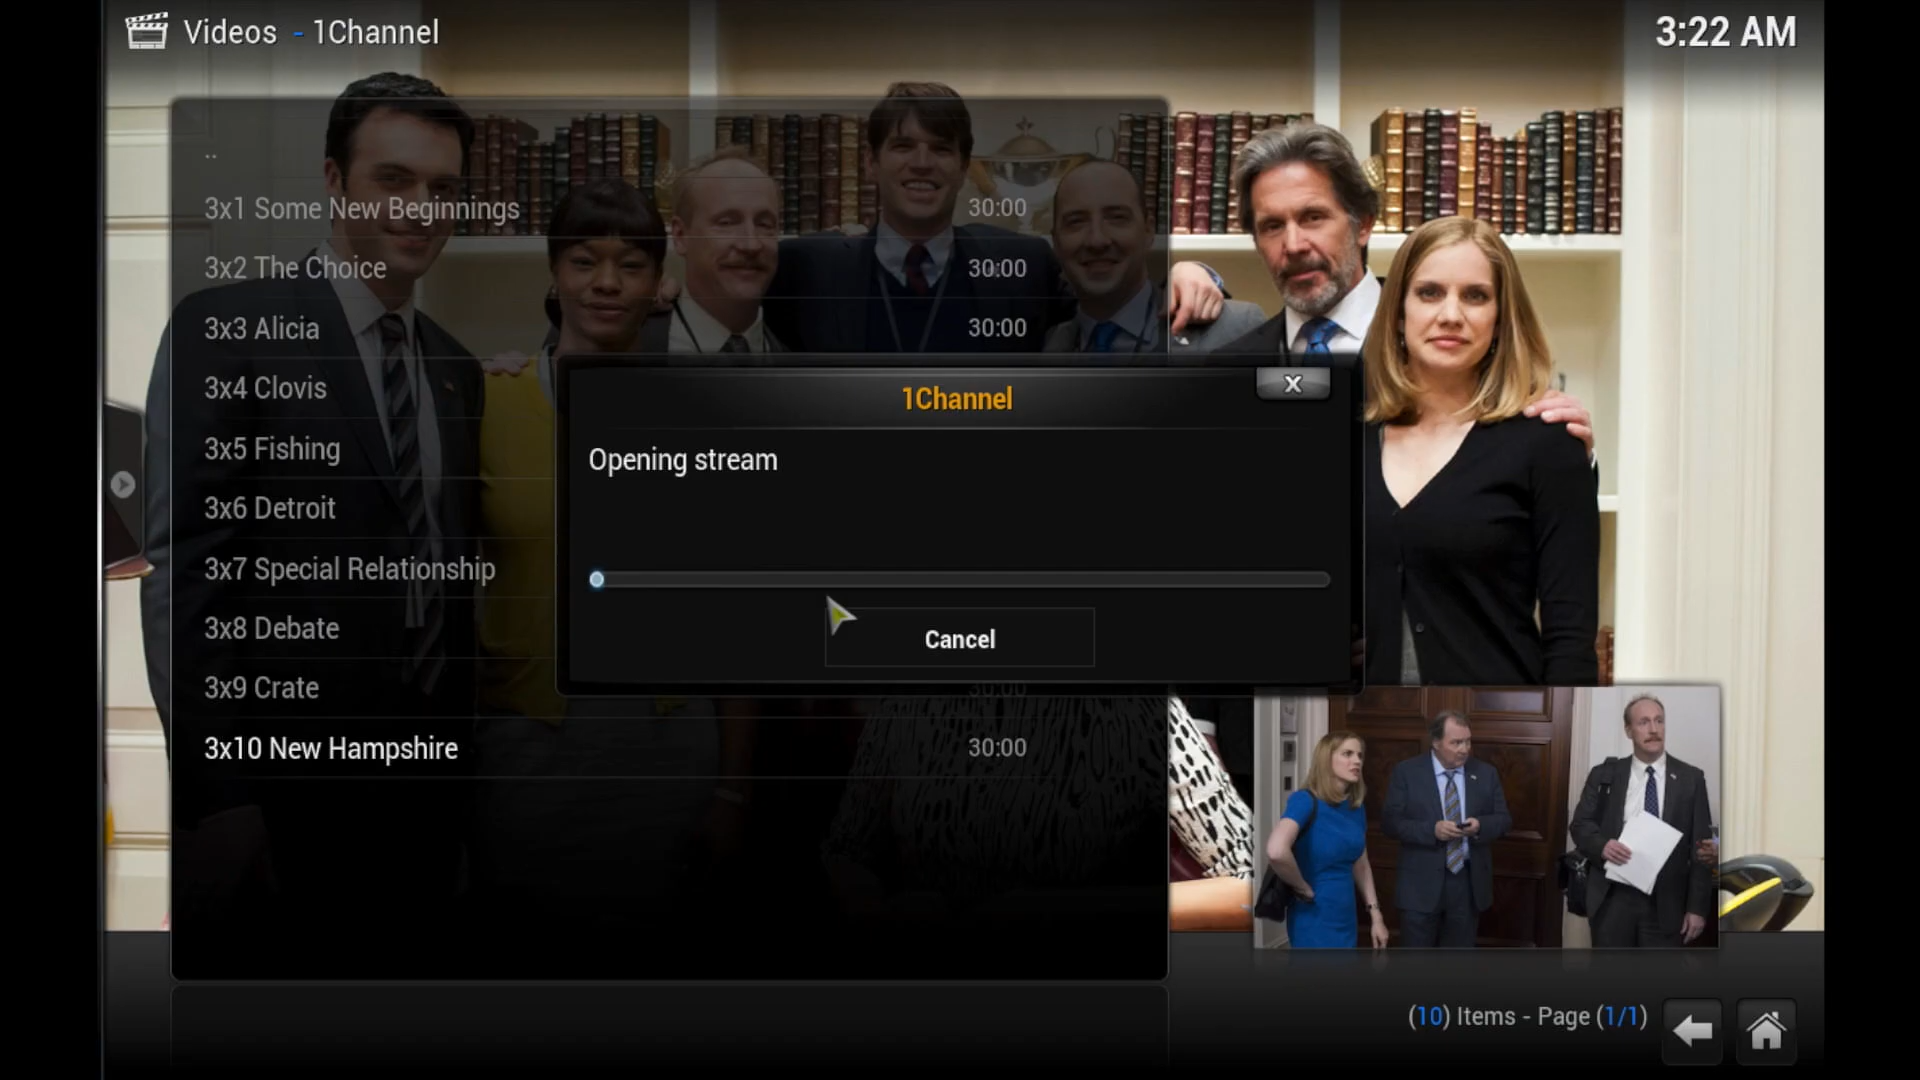 Videos - 1Channel
3:22 AM
..
3x1 Some New Beginnings 30:00
3x2 The Choice 30:00
3x3 Alicia 30:00
3x4 Clovis
3x5 Fishing
3x6 Detroit
3x7 Special Relationship
3x8 Debate
3x9 Crate 30:00
3x10 New Hampshire 30:00
1Channel
X
Opening stream
Cancel
(10) Items - Page (1/1)